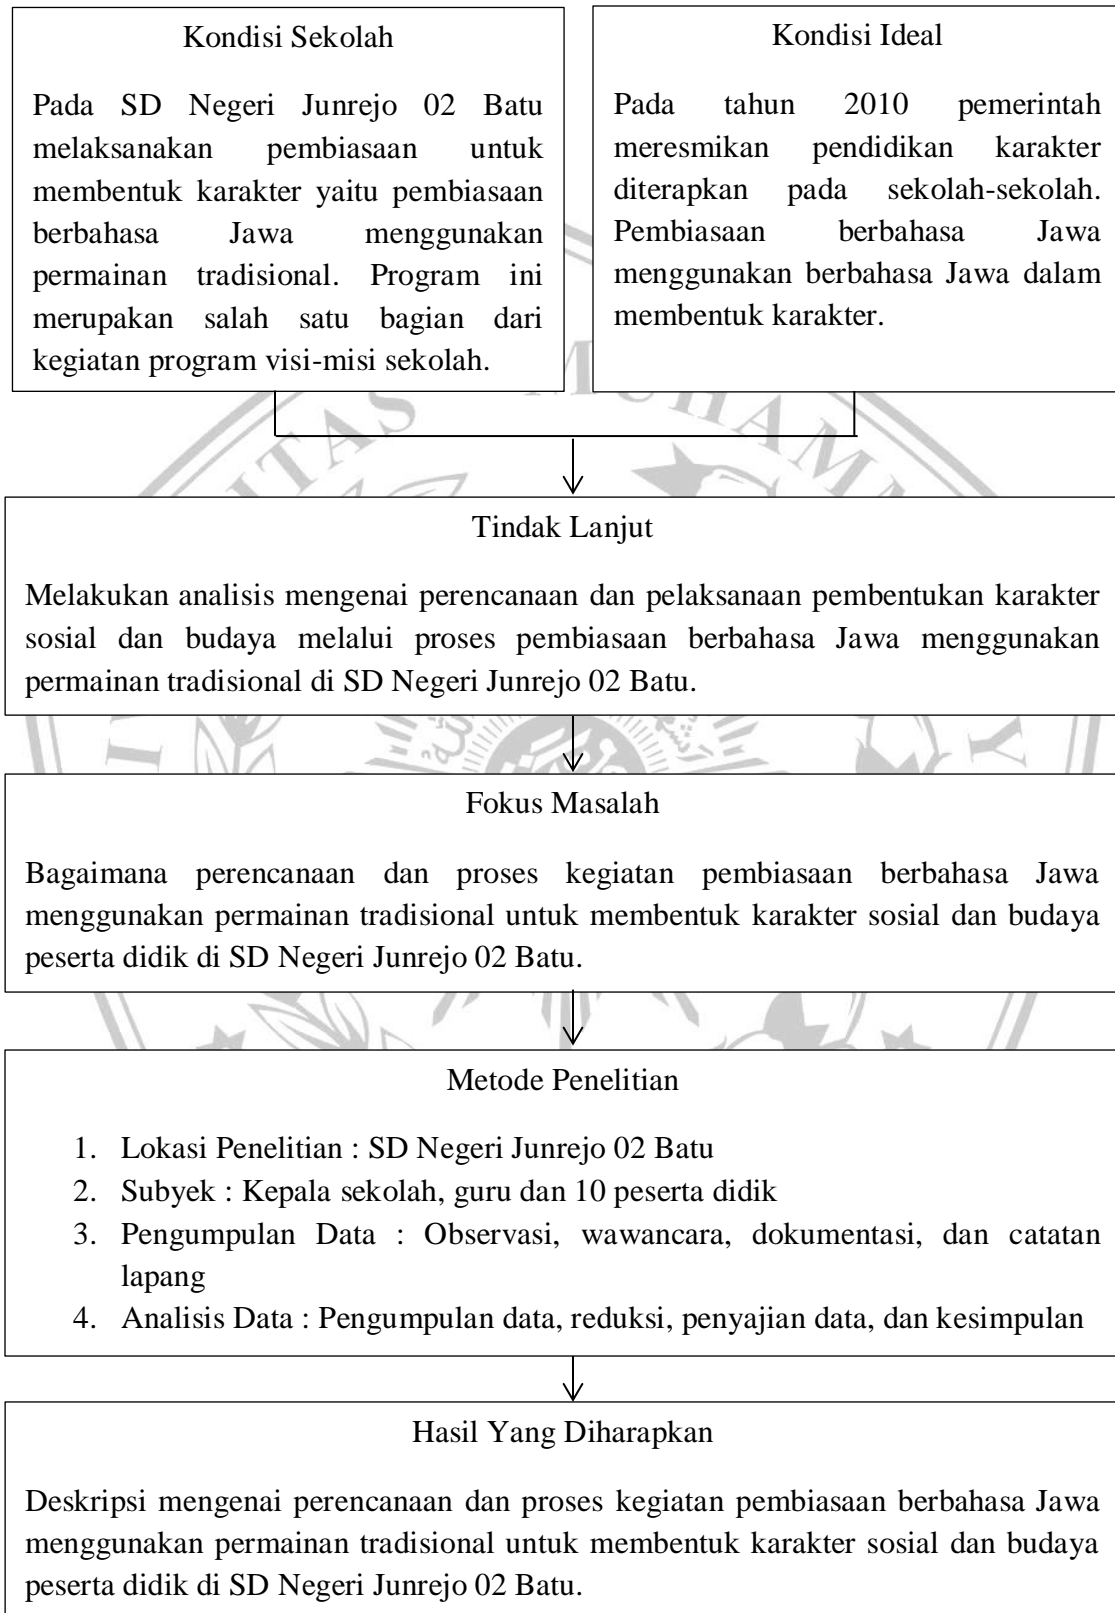 Kondisi Sekolah
Pada SD Negeri Junrejo 02 Batu
melaksanakan pembiasaan untuk
membentuk karakter yaitu pembiasaan
berbahasa Jawa menggunakan
permainan tradisional. Program ini
merupakan salah satu bagian dari
kegiatan program visi-misi sekolah.
Kondisi Ideal
Pada tahun 2010 pemerintah
meresmikan pendidikan karakter
diterapkan pada sekolah-sekolah.
Pembiasaan berbahasa Jawa
menggunakan berbahasa Jawa dalam
membentuk karakter.
Tindak Lanjut
Melakukan analisis mengenai perencanaan dan pelaksanaan pembentukan karakter
sosial dan budaya melalui proses pembiasaan berbahasa Jawa menggunakan
permainan tradisional di SD Negeri Junrejo 02 Batu.
Fokus Masalah
Bagaimana perencanaan dan proses kegiatan pembiasaan berbahasa Jawa
menggunakan permainan tradisional untuk membentuk karakter sosial dan budaya
peserta didik di SD Negeri Junrejo 02 Batu.
Metode Penelitian
1. Lokasi Penelitian : SD Negeri Junrejo 02 Batu
2. Subyek : Kepala sekolah, guru dan 10 peserta didik
3. Pengumpulan Data : Observasi, wawancara, dokumentasi, dan catatan
lapang
4. Analisis Data : Pengumpulan data, reduksi, penyajian data, dan kesimpulan
Hasil Yang Diharapkan
Deskripsi mengenai perencanaan dan proses kegiatan pembiasaan berbahasa Jawa
menggunakan permainan tradisional untuk membentuk karakter sosial dan budaya
peserta didik di SD Negeri Junrejo 02 Batu.